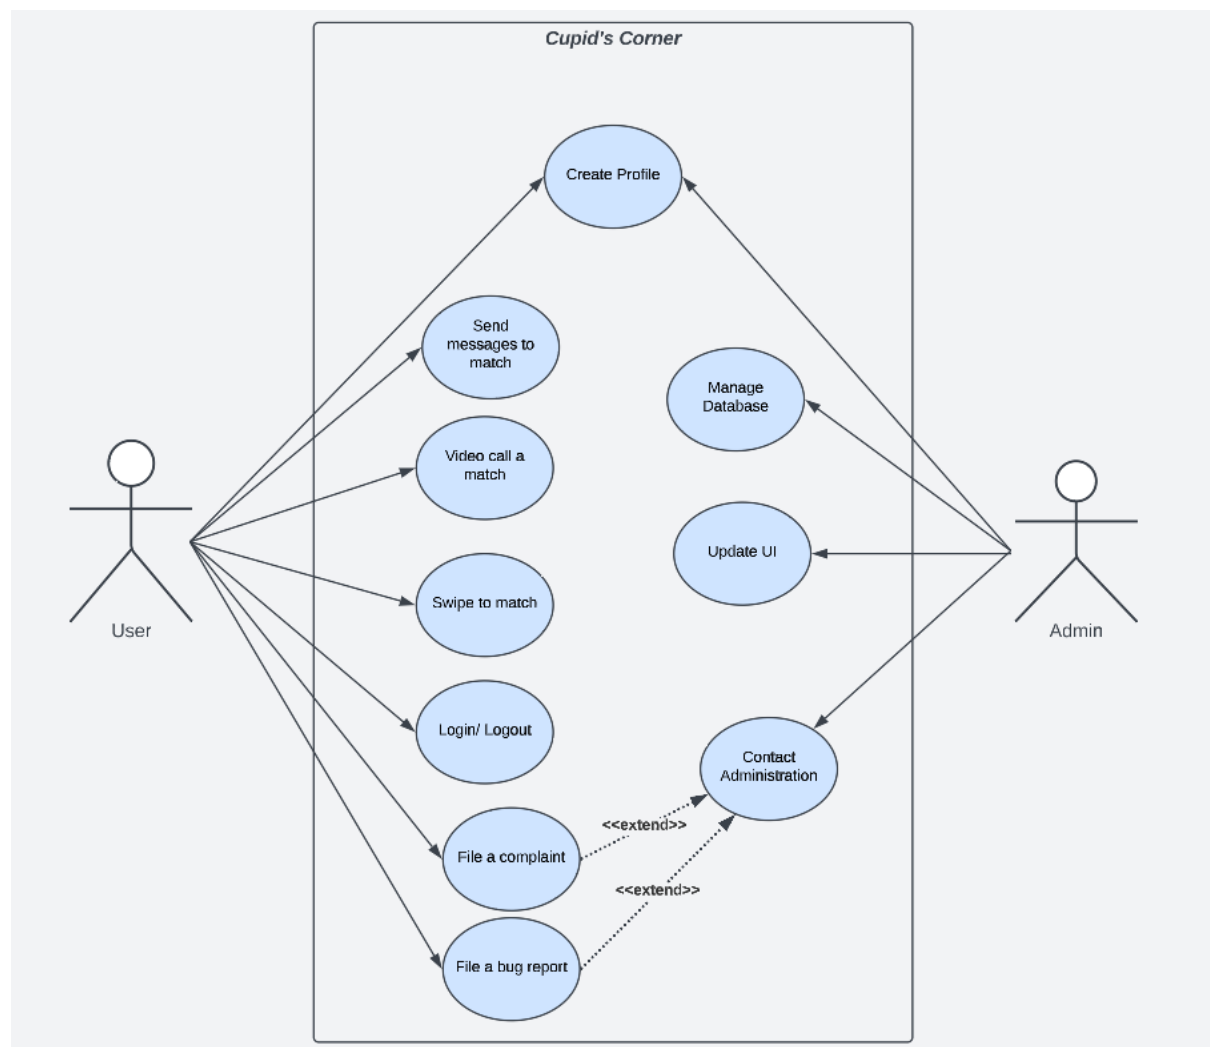 Cupid's Corner
Create Profile
Send
messages to
match
Manage
Database
Video call a
match
Update UI
Swipe to match
User
Admin
Login/ Logout
Contact
Administration
<<extend>>
File a complaint
<<extend>>
File a bug report